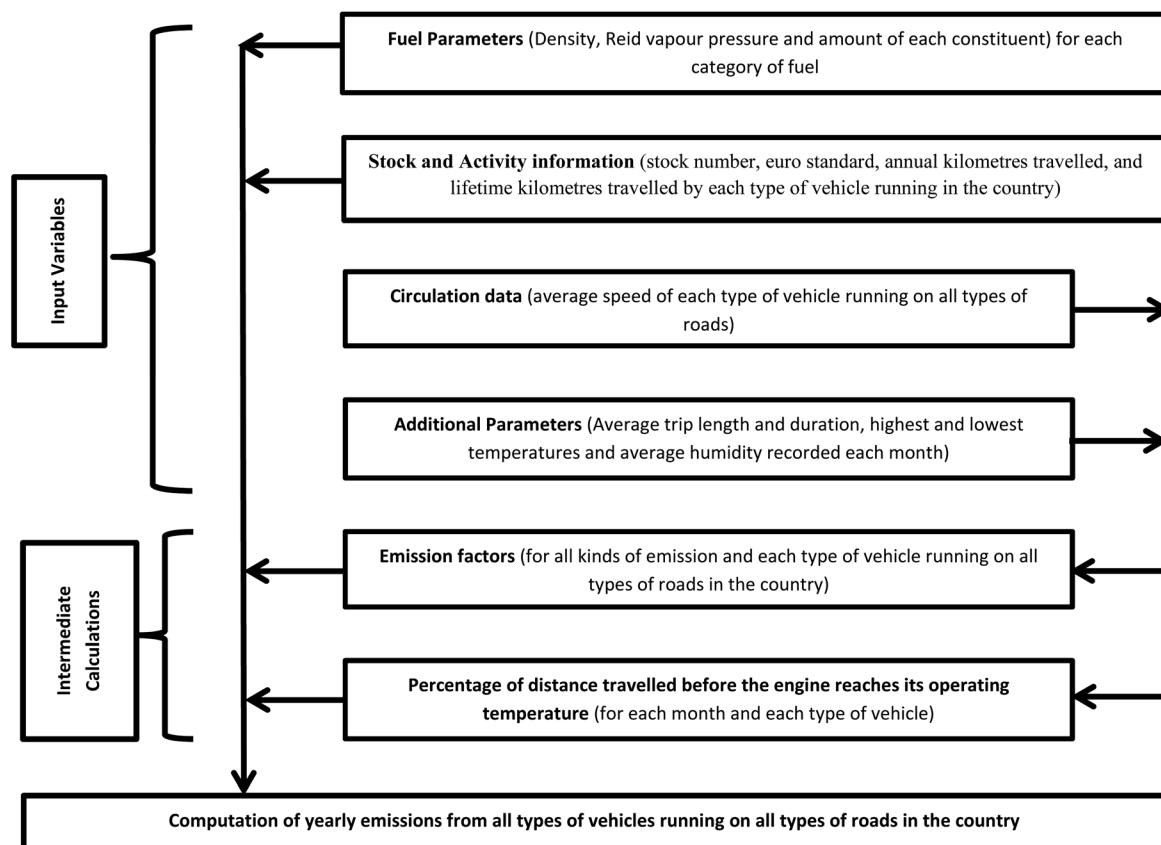 Fuel Parameters (Density, Reid vapour pressure and amount of each constituent) for each
category of fuel
Stock and Activity information (stock number, euro standard, annual kilometres travelled, and
lifetime kilometres travelled by each type of vehicle running in the country)
Input Variables
Circulation data (average speed of each type of vehicle running on all types of
roads)
Additional Parameters (Average trip length and duration, highest and lowest
temperatures and average humidity recorded each month)
Intermediate
Calculations
Emission factors (for all kinds of emission and each type of vehicle running on all
types of roads in the country)
Percentage of distance travelled before the engine reaches its operating
temperature (for each month and each type of vehicle)
Computation of yearly emissions from all types of vehicles running on all types of roads in the country